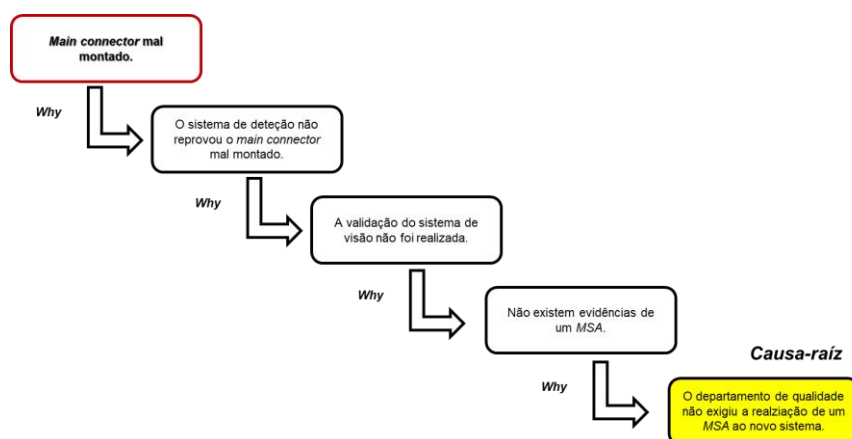 Main connector mal
montado.
Why
O sistema de deteção não
reprovou o main connector
mal montado.
Why
A validação do sistema de
visão não foi realizada.
Why
Não existem evidências de
um MSA.
Why
Causa-raíz
O departamento de qualidade
não exigiu a realziação de um
MSA ao novo sistema.